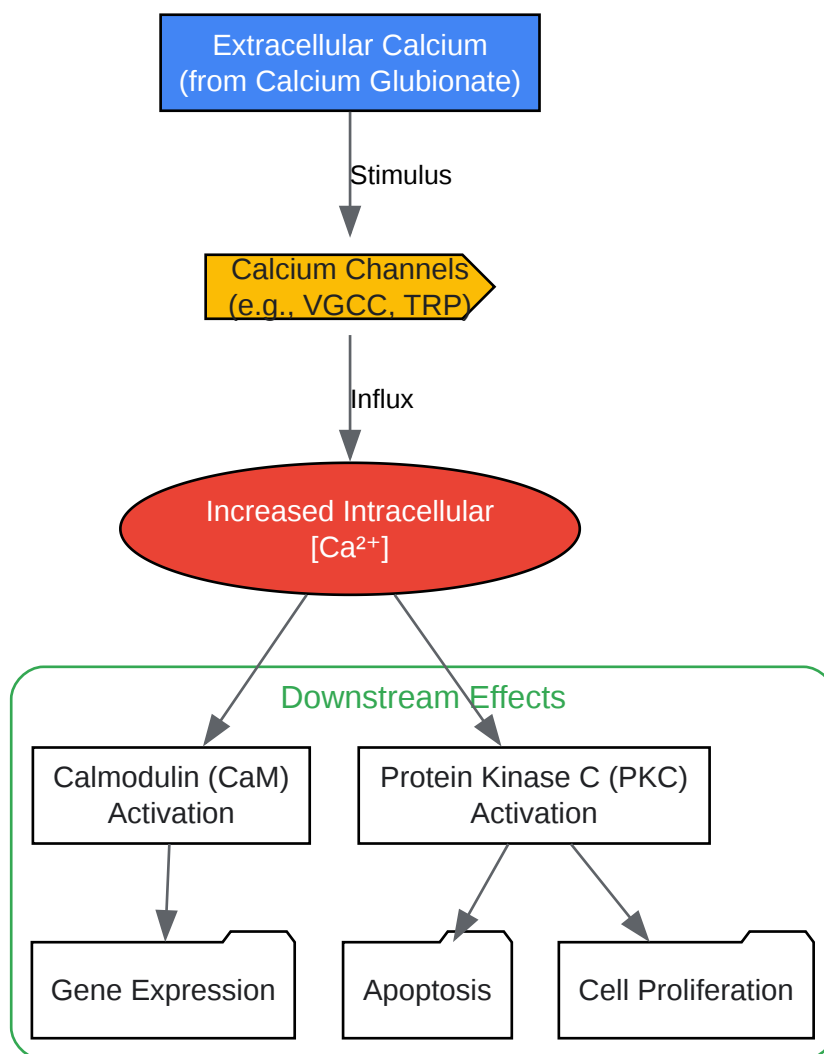 Extracellular Calcium
(from Calcium Glubionate)
Stimulus
Calcium Channels
(e.g., VGCC, TRP)
Influx
Increased Intracellular
[Ca²⁺]
Downstream Effects
Calmodulin (CaM)
Activation
Protein Kinase C (PKC)
Activation
Gene Expression
Apoptosis
Cell Proliferation